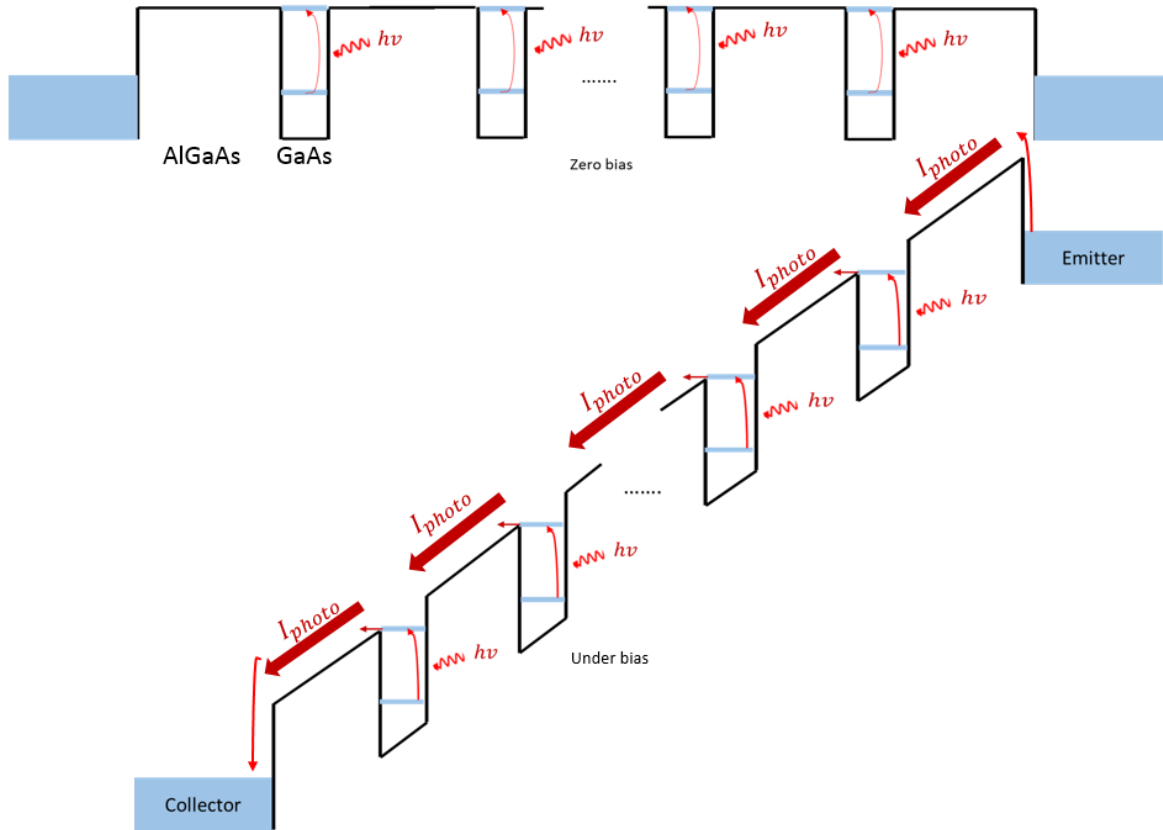 hν hν hν hν
.......
AlGaAs GaAs
Zero bias
I_photo
Emitter
I_photo
hν
I_photo
hν
.......
I_photo
hν
Under bias
I_photo
hν
Collector